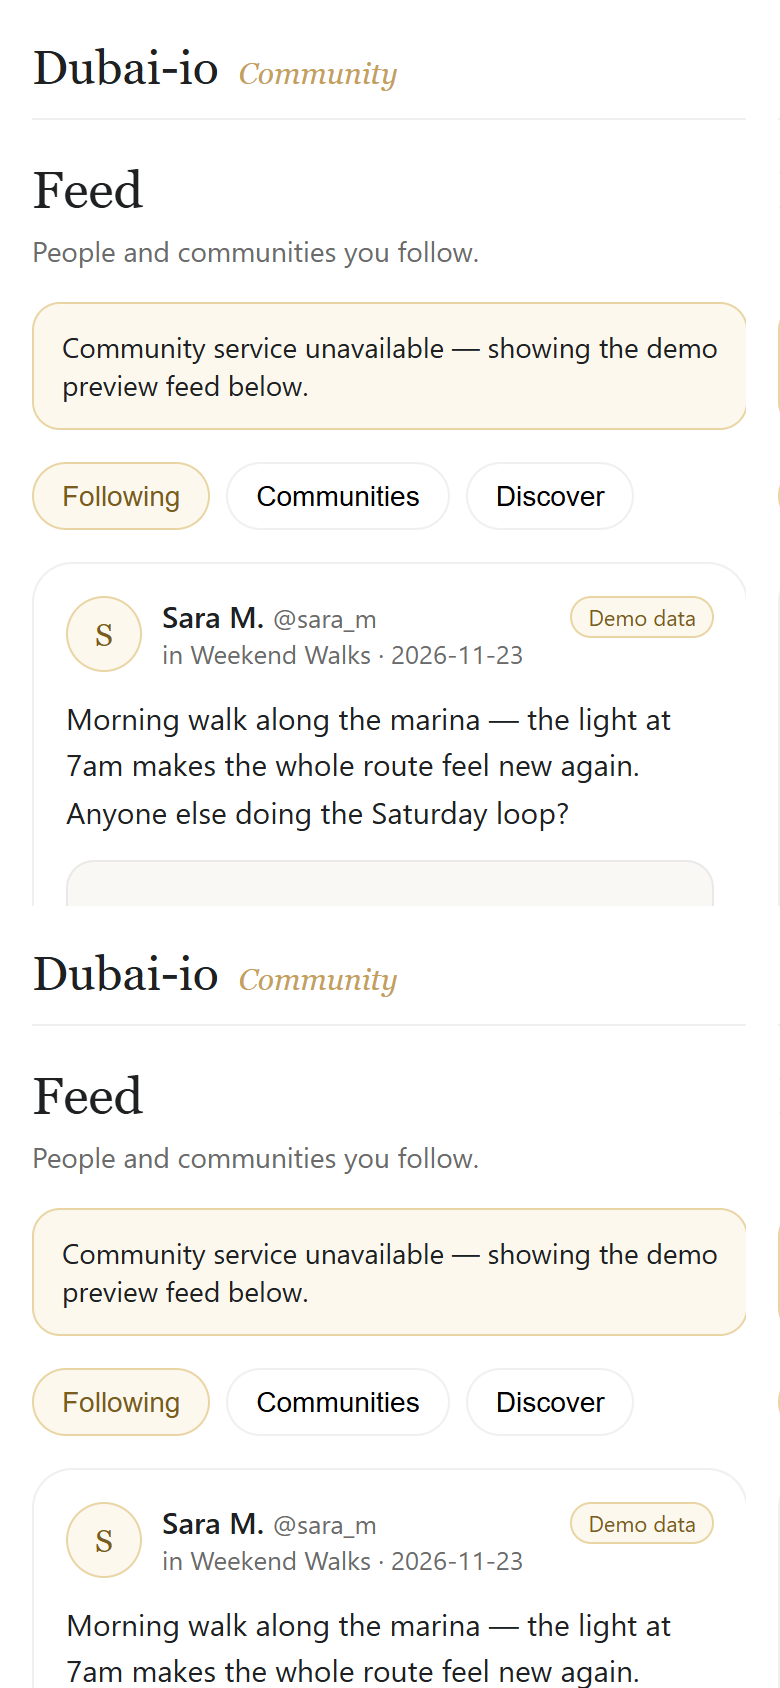 Dubai-io Community
Feed
People and communities you follow.
Community service unavailable — showing the demo
preview feed below.
Following Communities Discover
S
Sara M. @sara_m Demo data
in Weekend Walks · 2026-11-23
Morning walk along the marina — the light at
7am makes the whole route feel new again.
Anyone else doing the Saturday loop?
Dubai-io Community
Feed
People and communities you follow.
Community service unavailable — showing the demo
preview feed below.
Following Communities Discover
S
Sara M. @sara_m Demo data
in Weekend Walks · 2026-11-23
Morning walk along the marina — the light at
7am makes the whole route feel new again.